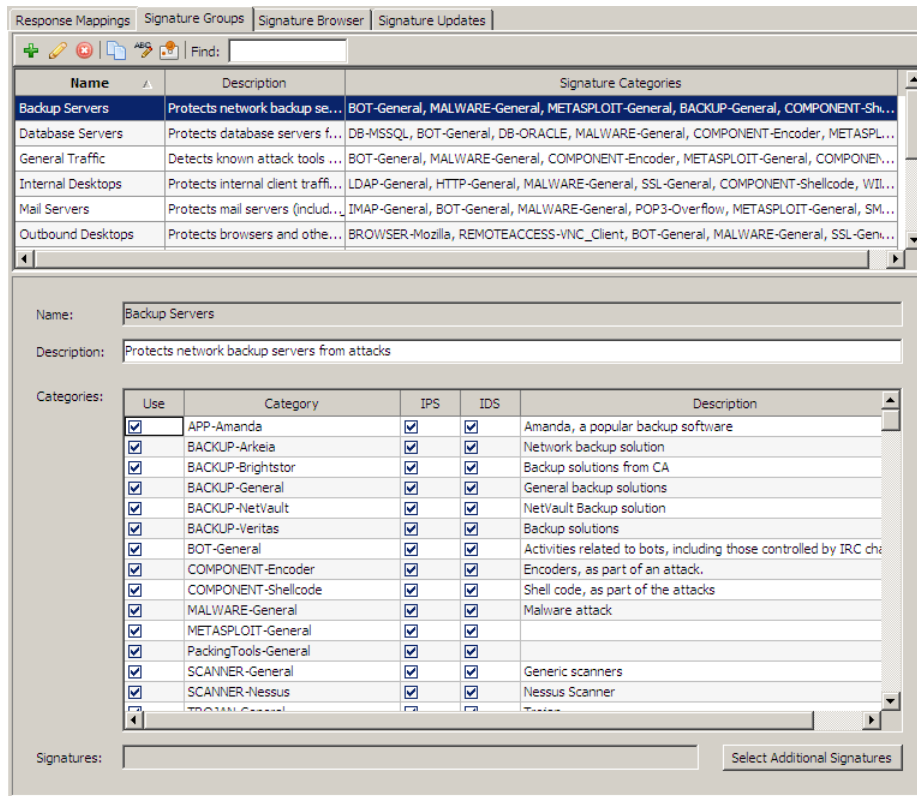 Response Mappings Signature Groups Signature Browser Signature Updates
ABC Find:
Name Description Signature Categories
Backup Servers Protects network backup se... BOT-General, MALWARE-General, METASPLOIT-General, BACKUP-General, COMPONENT-Sh...
Database Servers Protects database servers f... DB-MSSQL, BOT-General, DB-ORACLE, MALWARE-General, COMPONENT-Encoder, METASPL...
General Traffic Detects known attack tools ... BOT-General, MALWARE-General, COMPONENT-Encoder, METASPLOIT-General, COMPONEN...
Internal Desktops Protects internal client traffi... LDAP-General, HTTP-General, MALWARE-General, SSL-General, COMPONENT-Shellcode, WI...
Mail Servers Protects mail servers (includ... IMAP-General, BOT-General, MALWARE-General, POP3-Overflow, METASPLOIT-General, SM...
Outbound Desktops Protects browsers and othe... BROWSER-Mozilla, REMOTEACCESS-VNC_Client, BOT-General, MALWARE-General, SSL-Gen...
Name: Backup Servers
Description: Protects network backup servers from attacks
Categories:
Use Category IPS IDS Description
APP-Amanda Amanda, a popular backup software
BACKUP-Arkeia Network backup solution
BACKUP-Brightstor Backup solutions from CA
BACKUP-General General backup solutions
BACKUP-NetVault NetVault Backup solution
BACKUP-Veritas Backup solutions
BOT-General Activities related to bots, including those controlled by IRC cha
COMPONENT-Encoder Encoders, as part of an attack.
COMPONENT-Shellcode Shell code, as part of the attacks
MALWARE-General Malware attack
METASPLOIT-General
PackingTools-General
SCANNER-General Generic scanners
SCANNER-Nessus Nessus Scanner
TROJAN-General Trojan
Signatures: Select Additional Signatures